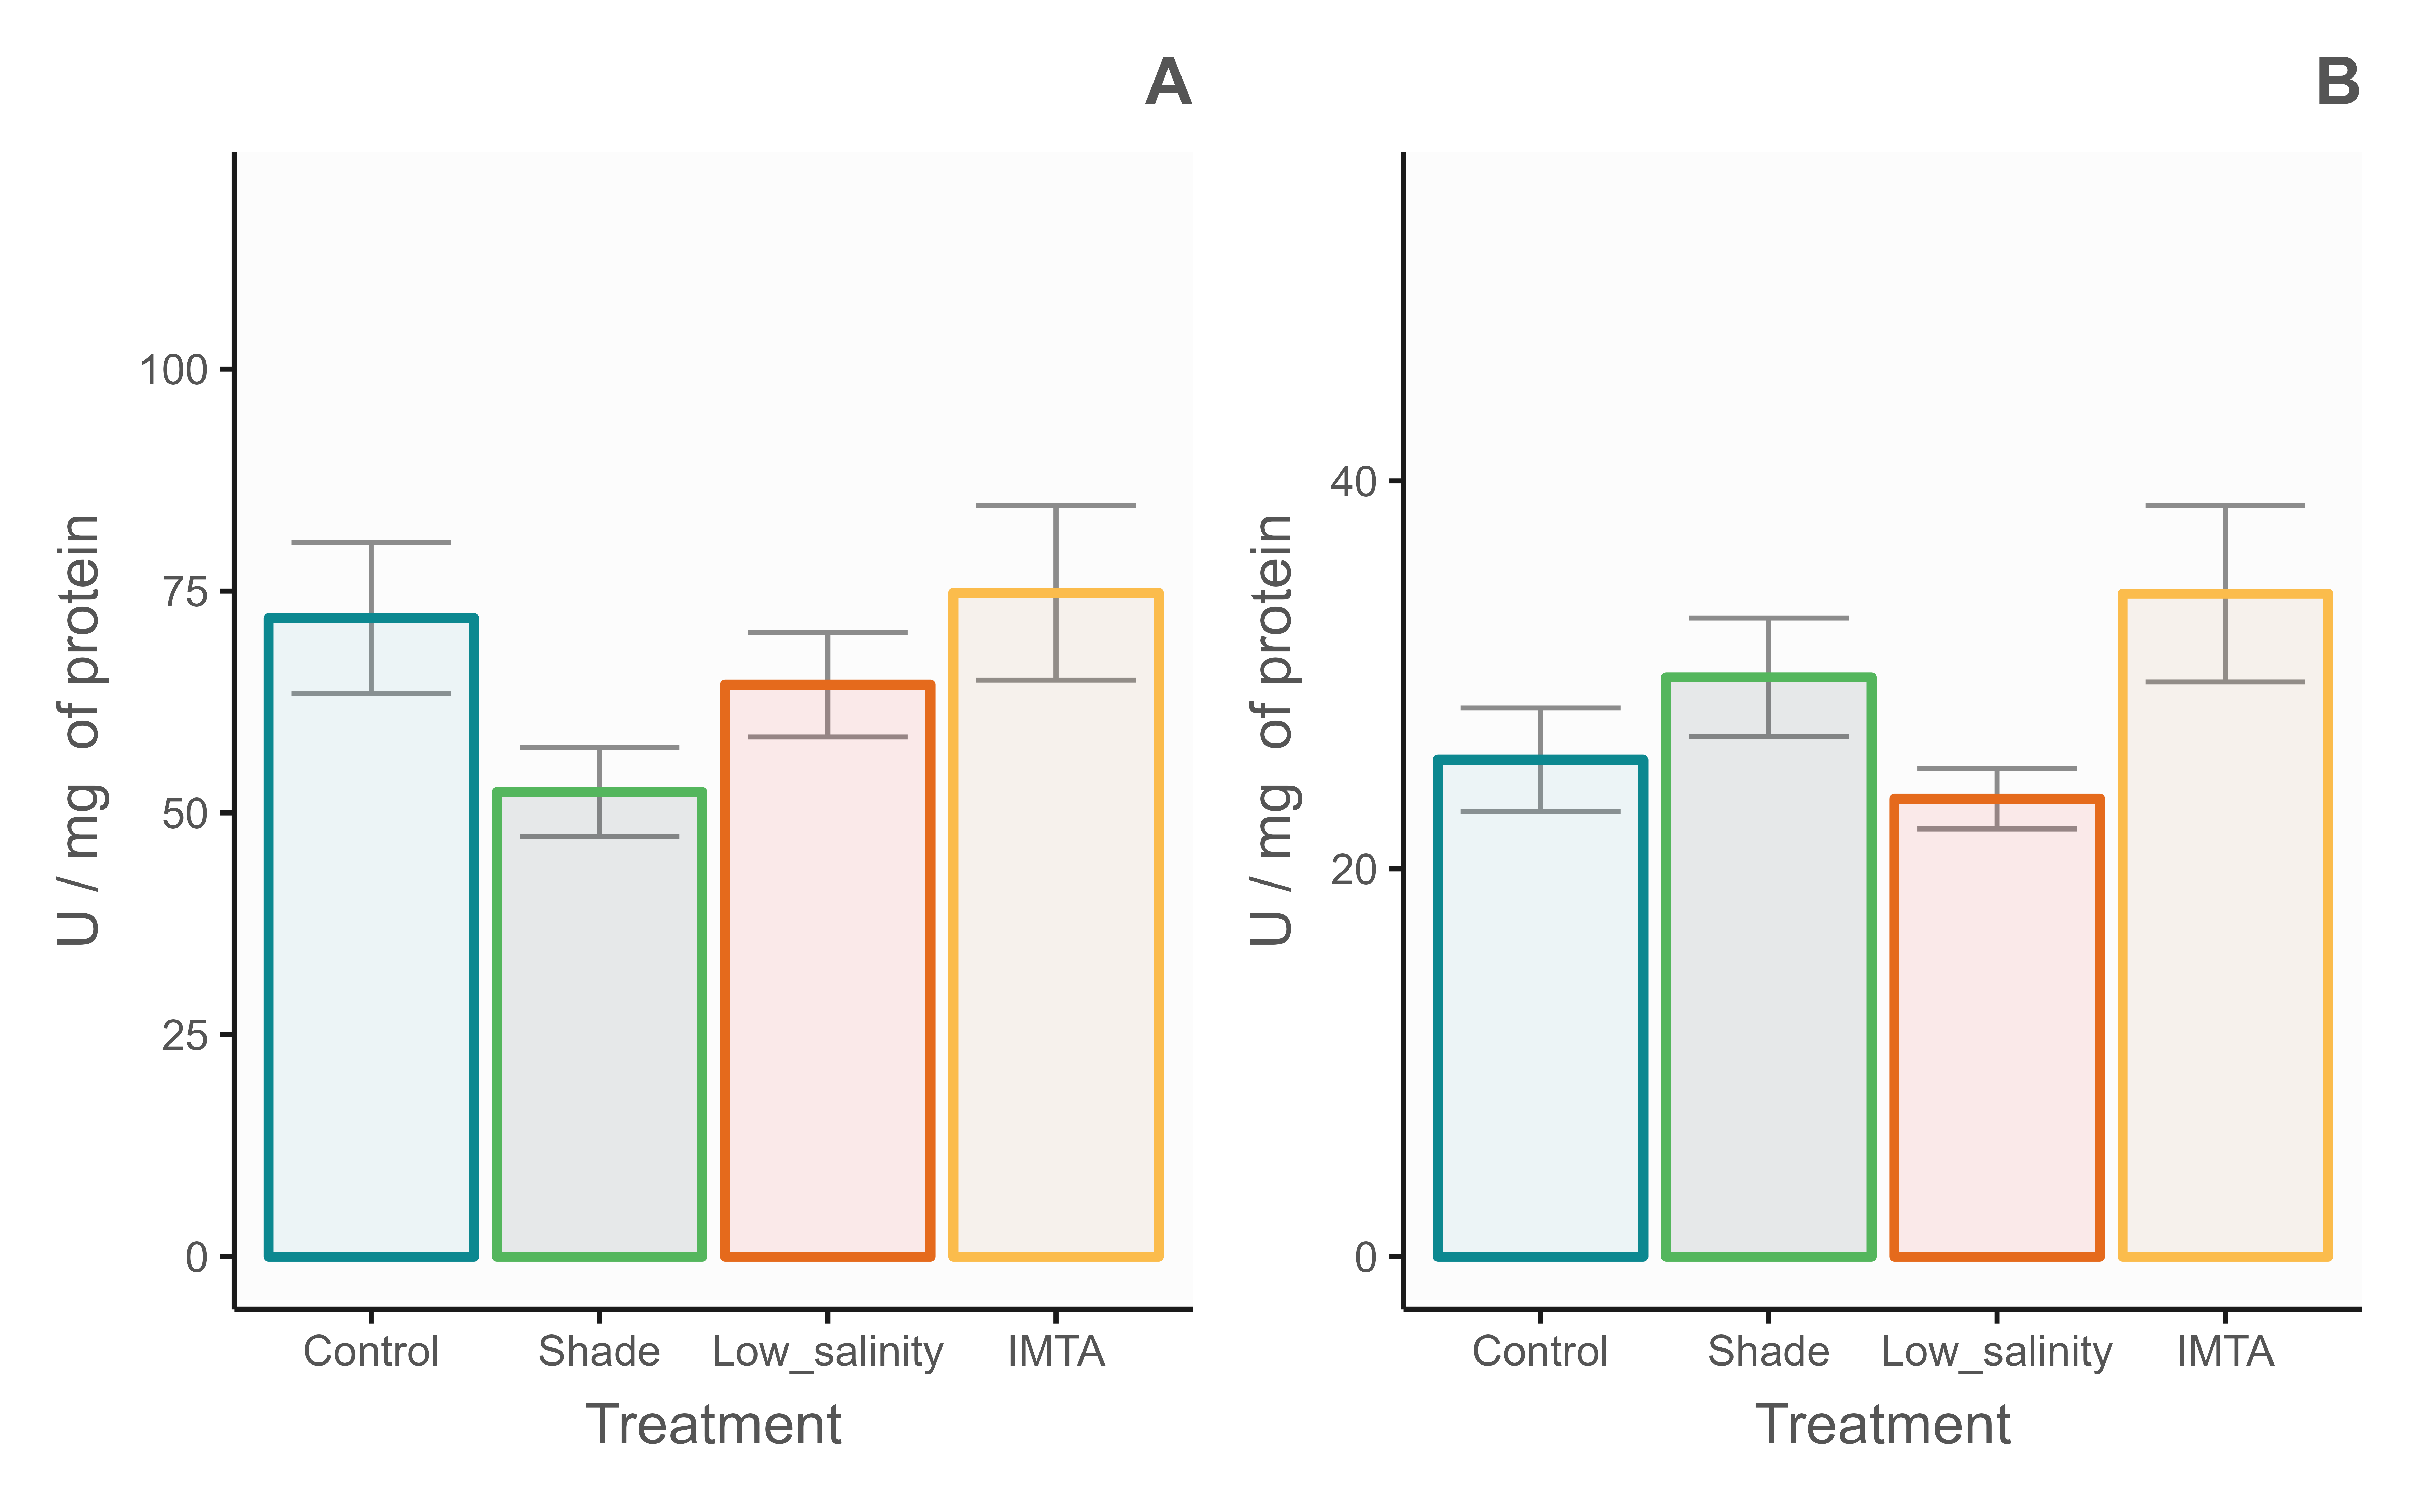 A
U / mg  of protein
100
75
50
25
0
Control Shade Low_salinity IMTA
Treatment
B
U / mg  of protein
40
20
0
Control Shade Low_salinity IMTA
Treatment